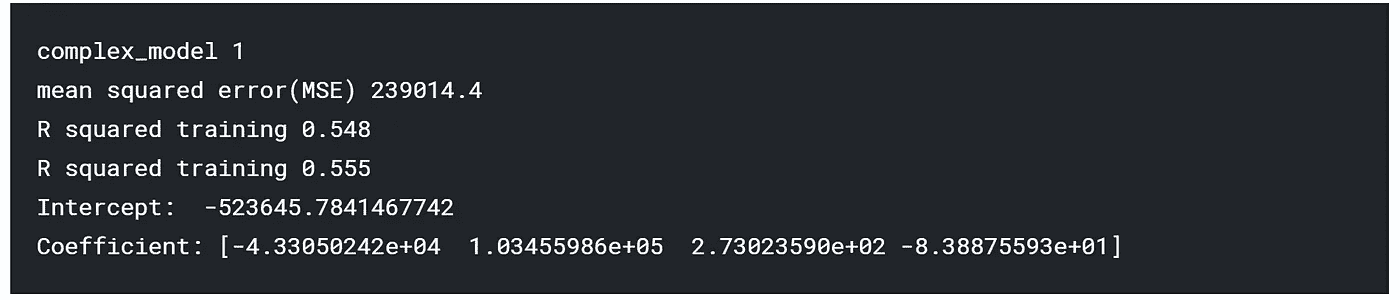 complex_model 1
mean squared error(MSE) 239014.4
R squared training 0.548
R squared training 0.555
Intercept:  -523645.7841467742
Coefficient: [-4.33050242e+04  1.03455986e+05  2.73023590e+02 -8.38875593e+01]